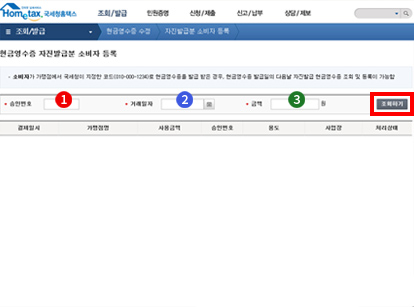 Hometax. 국세청홈택스 조회/발급 민원증명 신청/제출 신고/납부 상담/제보
조회/발급 현금영수증 수정 자진발급분 소비자 등록
현금영수증 자진발급분 소비자 등록
- 소비자가 가맹점에서 국세청이 지정한 코드(010-000-1234)로 현금영수증을 발급 받은 경우, 현금영수증 발급일의 다음날 자진발급 현금영수증 조회 및 등록이 가능함
• 승인번호 1 • 거래일자 2 • 금액 3 원 조회하기
결제일시 가맹점명 사용금액 승인번호 용도 사업장 처리상태